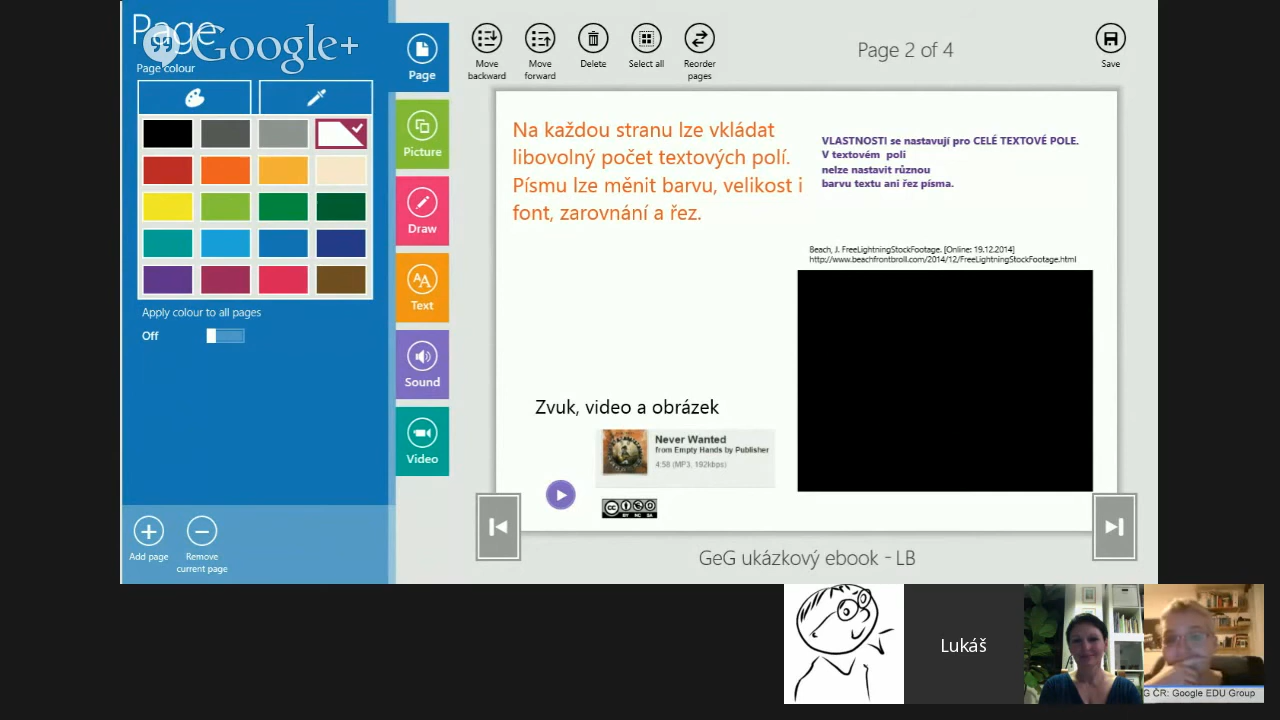 Page
Google+
Page colour
Apply colour to all pages
Off
Add page
Remove
current page
Page
Picture
Draw
Text
Sound
Video
Move
backward
Move
forward
Delete
Select all
Reorder
pages
Page 2 of 4
Save
Na každou stranu lze vkládat
libovolný počet textových polí.
Písmu lze měnit barvu, velikost i
font, zarovnání a řez.
VLASTNOSTI se nastavují pro CELÉ TEXTOVÉ POLE.
V textovém poli
nelze nastavit různou
barvu textu ani řez písma.
Beach, J. FreeLightningStockFootage. [Online: 19.12.2014]
http://www.beachfrontbroll.com/2014/12/FreeLightningStockFootage.html
Zvuk, video a obrázek
Never Wanted
from Empty Hands by Publisher
4:58 (MP3, 192kbps)
BY NC SA
GeG ukázkový ebook - LB
Lukáš
G ČR: Google EDU Group